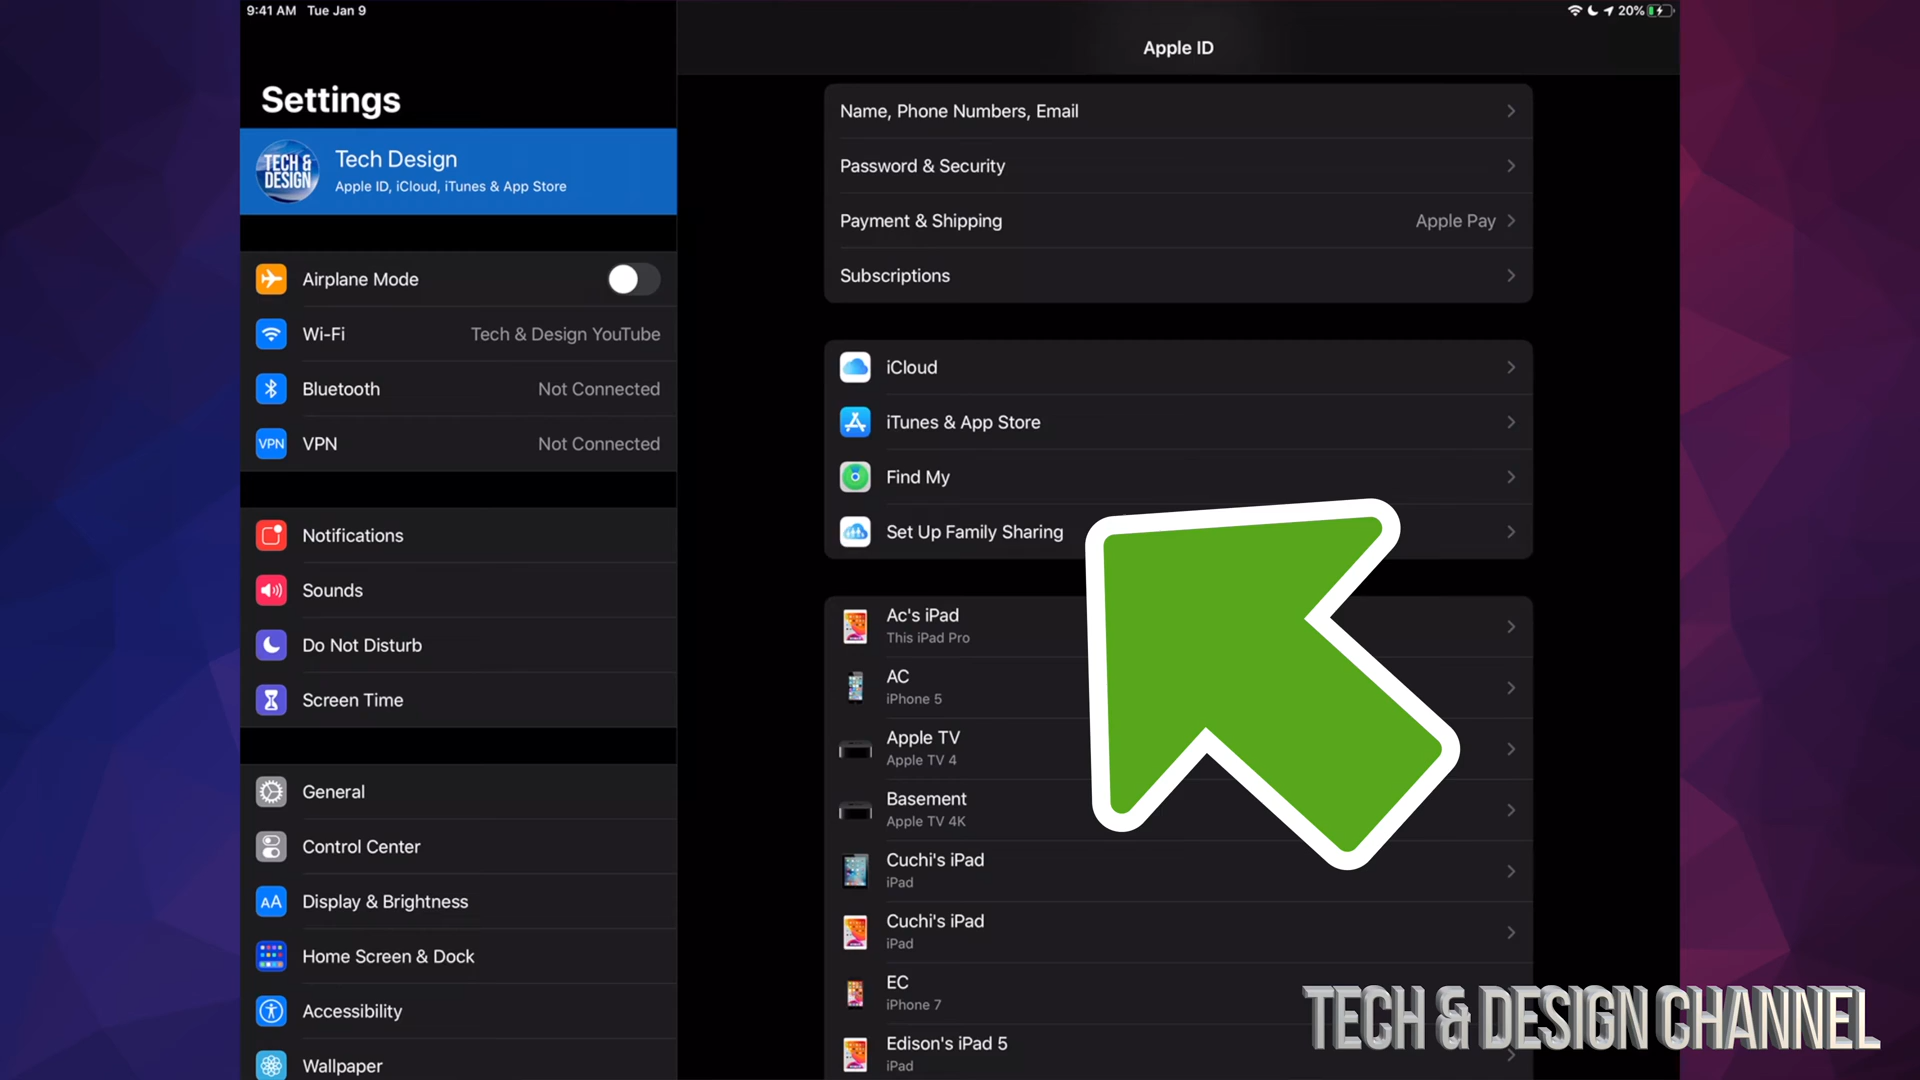 9:41 AM Tue Jan 9
20%
Settings
TECH &
DESIGN
Tech Design
Apple ID, iCloud, iTunes & App Store
Airplane Mode
Wi-Fi Tech & Design YouTube
Bluetooth Not Connected
VPN VPN Not Connected
Notifications
Sounds
Do Not Disturb
Screen Time
General
Control Center
AA Display & Brightness
Home Screen & Dock
Accessibility
Wallpaper
Apple ID
Name, Phone Numbers, Email
Password & Security
Payment & Shipping Apple Pay
Subscriptions
iCloud
iTunes & App Store
Find My
Set Up Family Sharing
Ac's iPad
This iPad Pro
AC
iPhone 5
Apple TV
Apple TV 4
Basement
Apple TV 4K
Cuchi's iPad
iPad
Cuchi's iPad
iPad
EC
iPhone 7
Edison's iPad 5
iPad
TECH & DESIGN CHANNEL